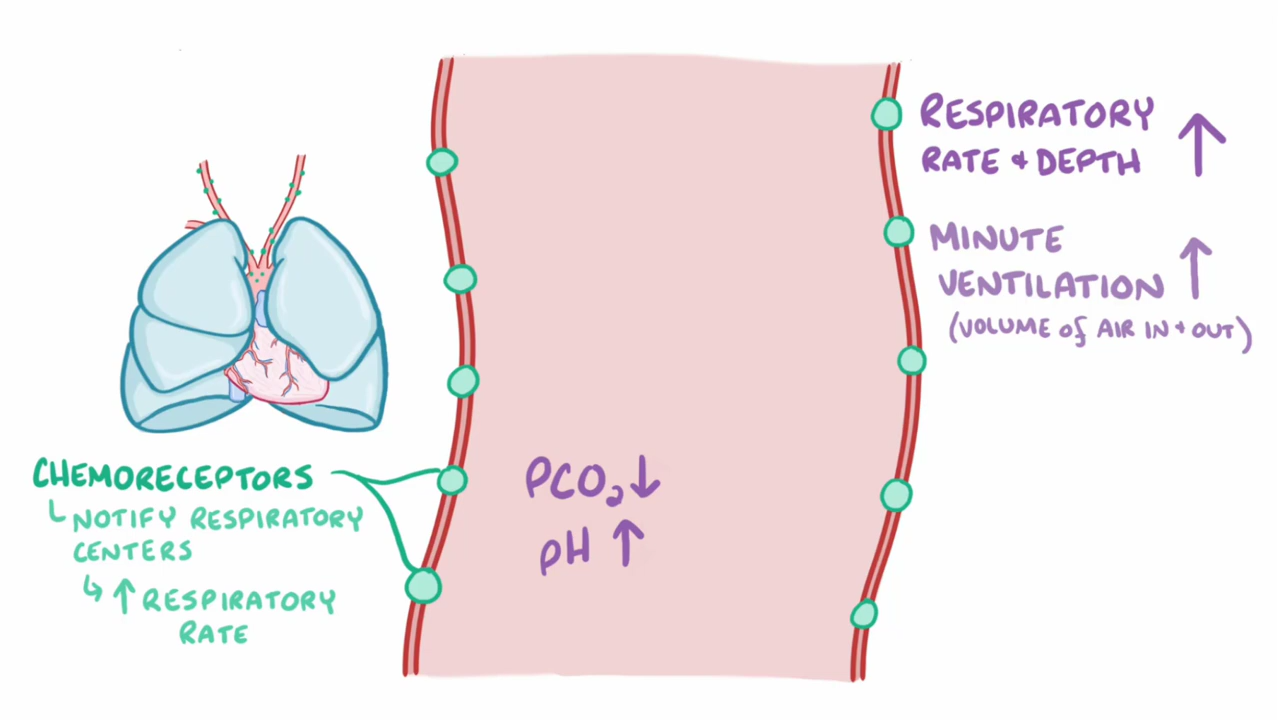 CHEMORECEPTORS
↳ NOTIFY RESPIRATORY
CENTERS
↳ ↑ RESPIRATORY
RATE
PCO₂ ↓
pH ↑
RESPIRATORY
RATE & DEPTH ↑
MINUTE
VENTILATION ↑
(VOLUME of AIR IN + OUT)